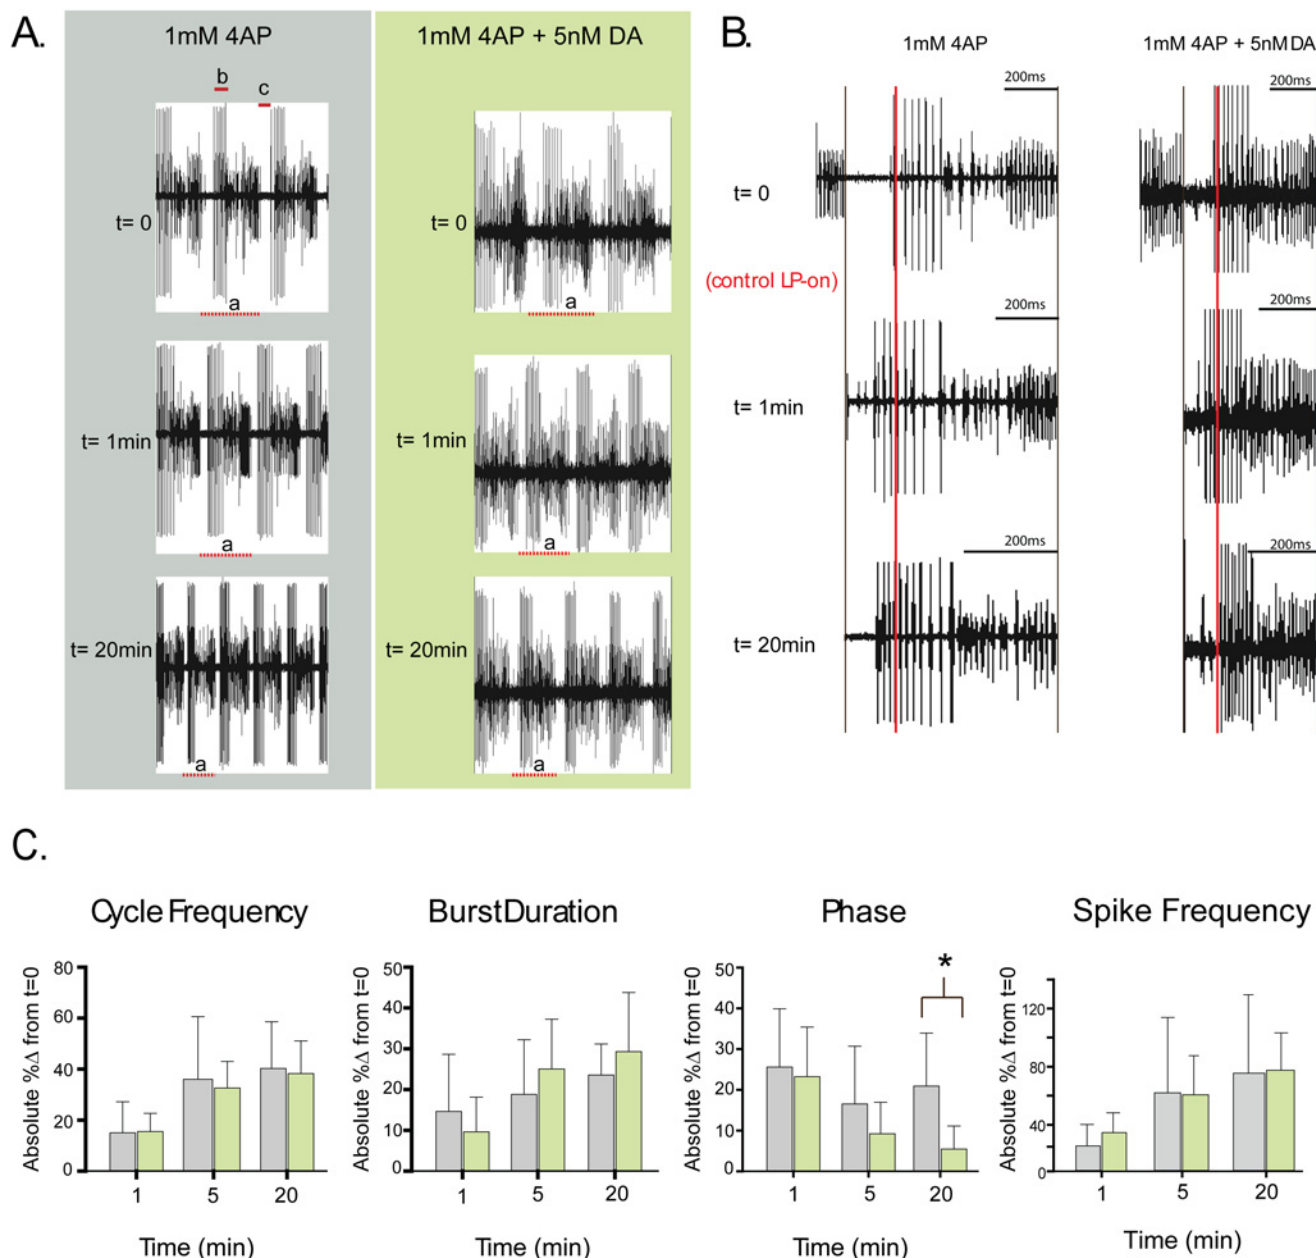 A.
1mM 4AP
1mM 4AP + 5nM DA
b
c
t= 0
a
t= 0
a
t= 1min
a
t= 1min
a
t= 20min
a
t= 20min
a
B.
1mM 4AP
1mM 4AP + 5nM DA
200ms
200ms
t= 0
(control LP-on)
200ms
200ms
t= 1min
200ms
200ms
t= 20min
C.
Cycle Frequency
Absolute %Δ from t=0
80
60
40
20
0
1 5 20
Time (min)
Burst Duration
Absolute %Δ from t=0
50
40
30
20
10
0
1 5 20
Time (min)
Phase
Absolute %Δ from t=0
50
40
30
20
10
0
*
1 5 20
Time (min)
Spike Frequency
Absolute %Δ from t=0
120
80
40
0
1 5 20
Time (min)